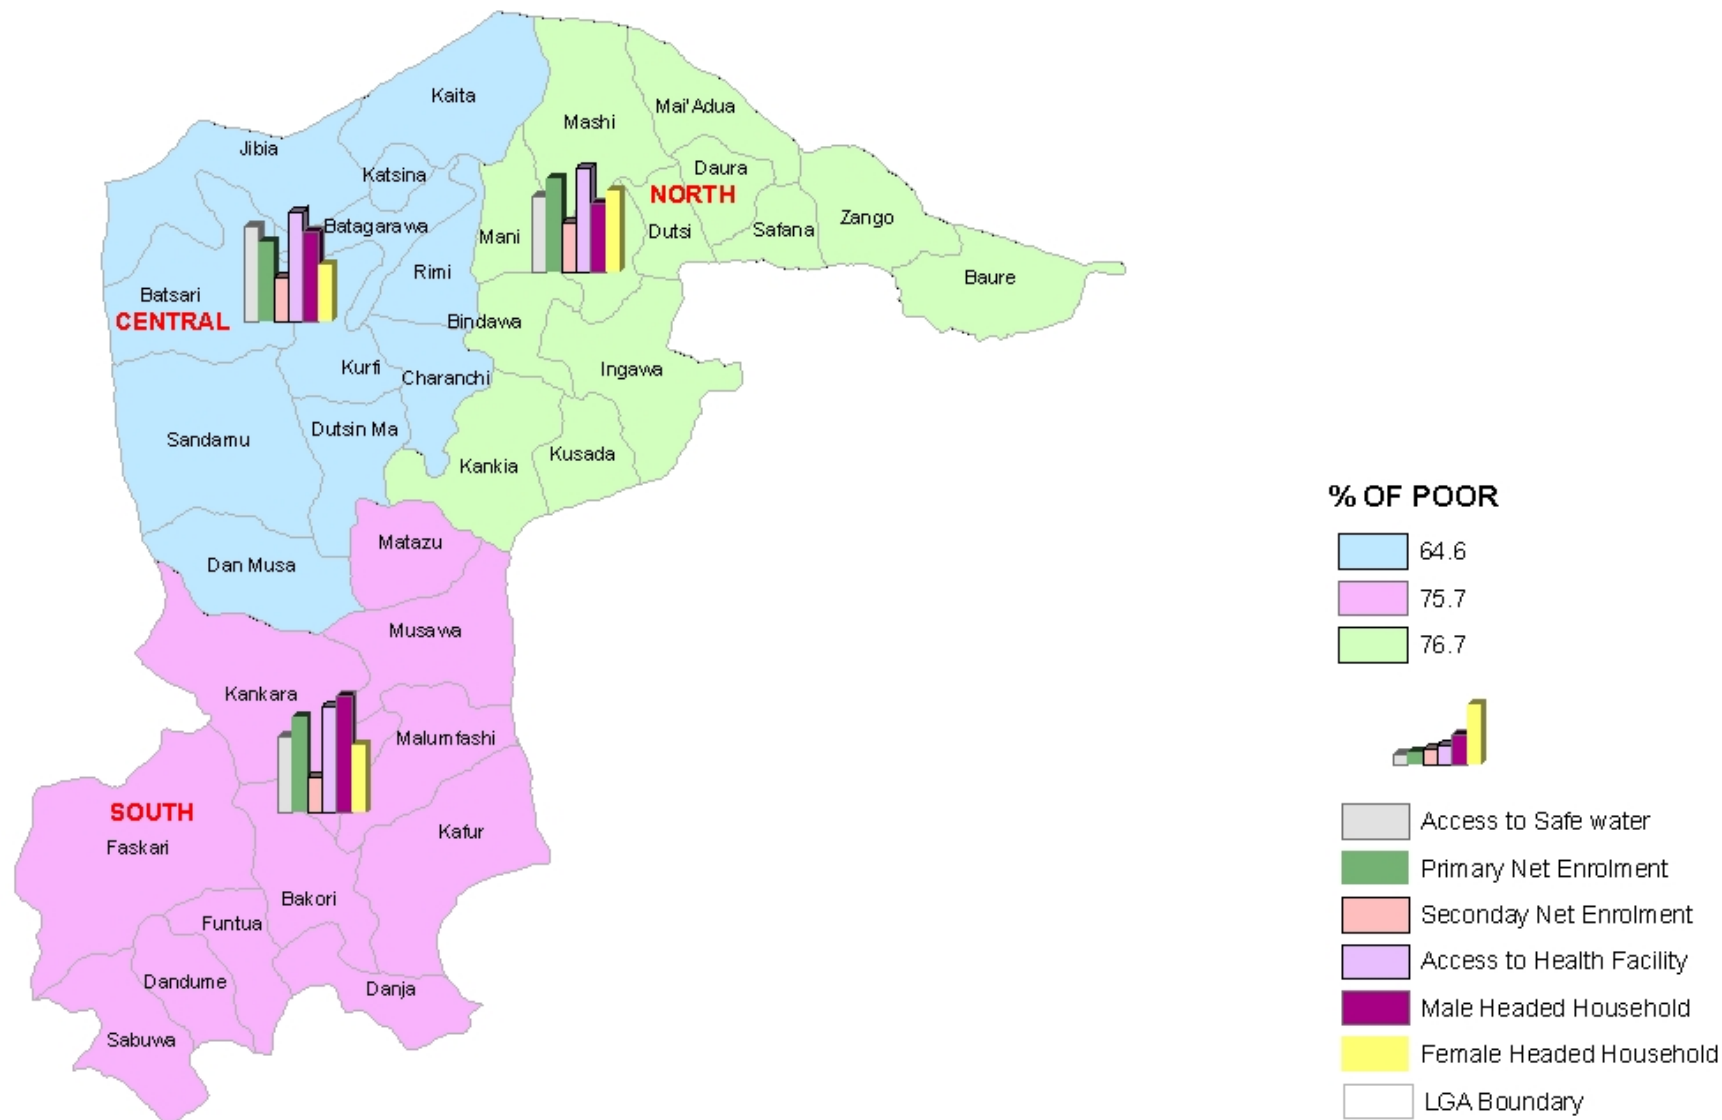 Kaita
Mai'Adua
Mashi
Jibia
Daura
Katsina
NORTH
Zango
Batagarawa
Safana
Dutsi
Mani
Rimi
Baure
Batsari
CENTRAL
Bindawa
Kurfi
Ingawa
Charanchi
Dutsin Ma
Sandamu
Kusada
Kankia
Matazu
Dan Musa
Musawa
Kankara
Malumfashi
SOUTH
Kafur
Faskari
Bakori
Funtua
Dandume
Danja
Sabuwa
% OF POOR
64.6
75.7
76.7
Access to Safe water
Primary Net Enrolment
Seconday Net Enrolment
Access to Health Facility
Male Headed Household
Female Headed Household
LGA Boundary